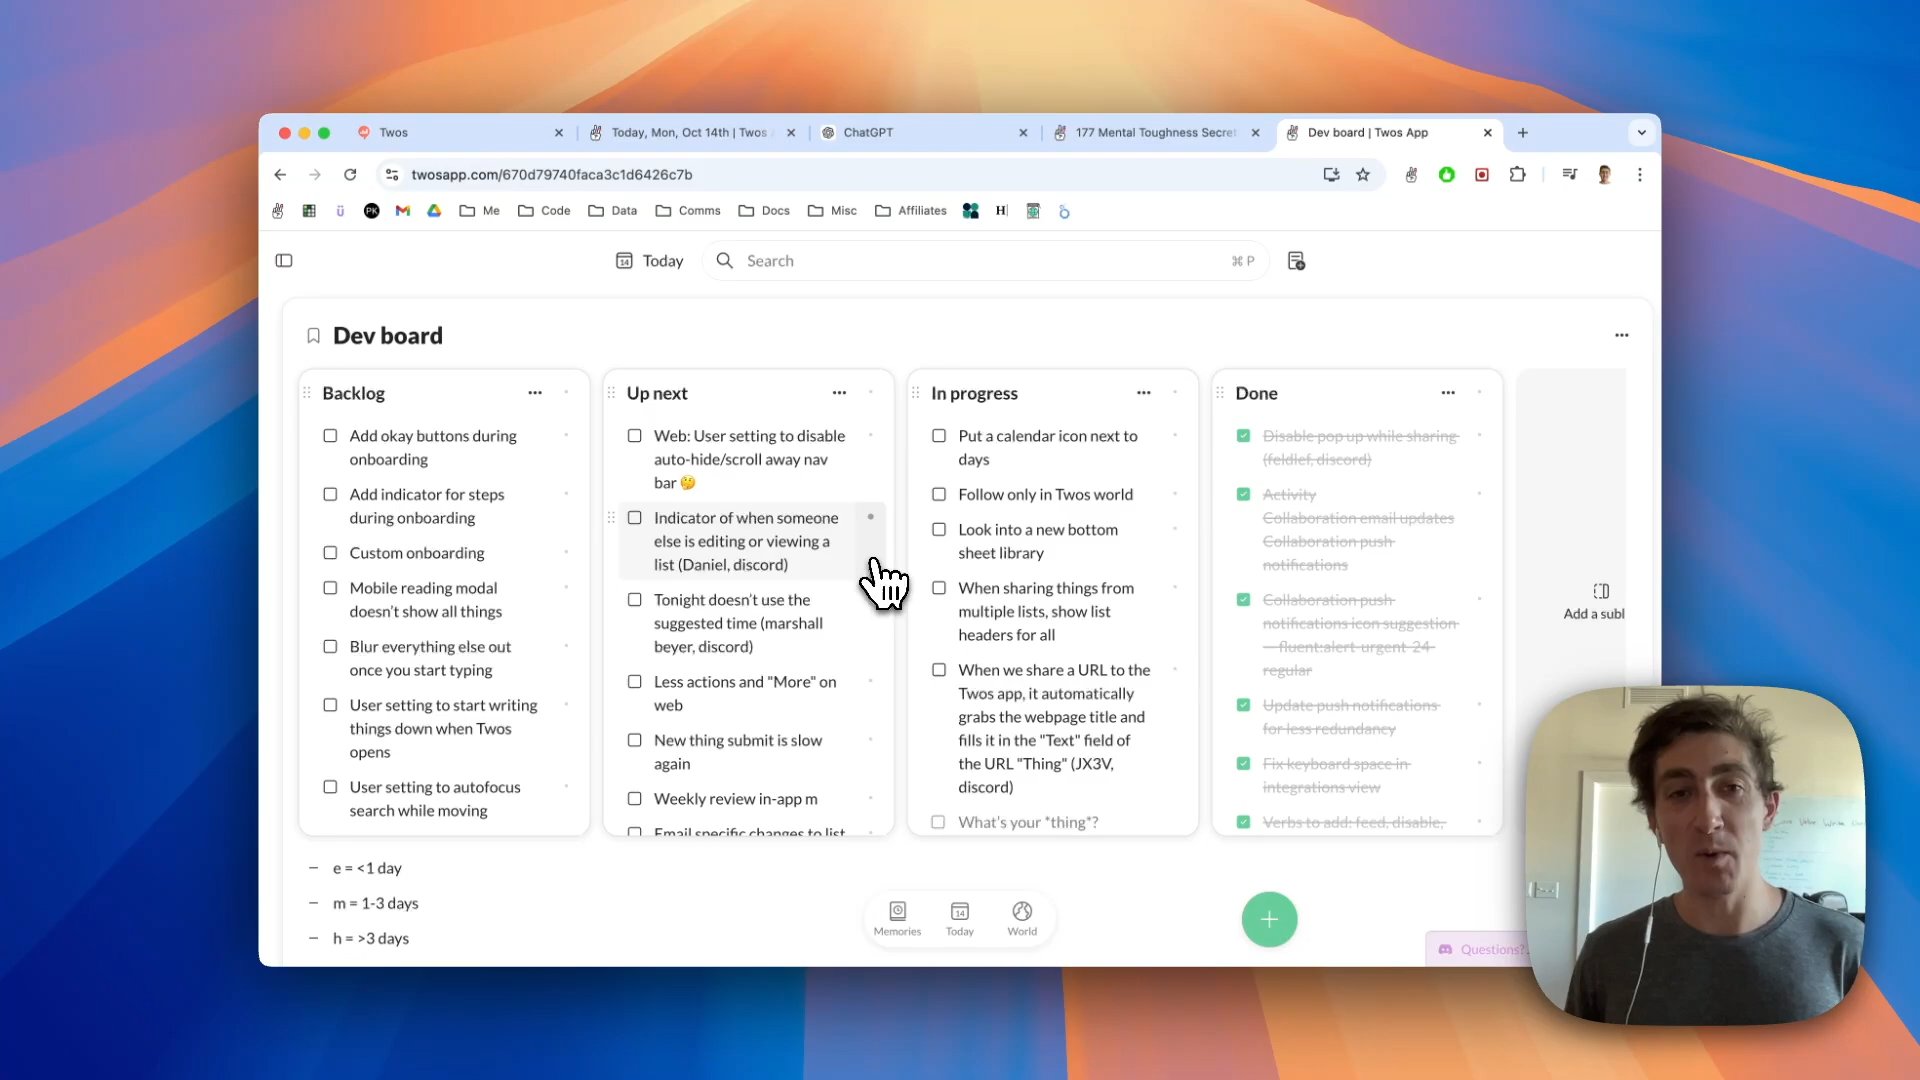 Twos
Today, Mon, Oct 14th | Twos
ChatGPT
177 Mental Toughness Secret
Dev board | Twos App
twosapp.com/670d79740faca3c1d6426c7b
PK
Me
Code
Data
Comms
Docs
Misc
Affiliates
H
14
Today
Search
⌘ P
Dev board
Backlog
Add okay buttons during
onboarding
Add indicator for steps
during onboarding
Custom onboarding
Mobile reading modal
doesn't show all things
Blur everything else out
once you start typing
User setting to start writing
things down when Twos
opens
User setting to autofocus
search while moving
Up next
Web: User setting to disable
auto-hide/scroll away nav
bar 🤔
Indicator of when someone
else is editing or viewing a
list (Daniel, discord)
Tonight doesn't use the
suggested time (marshall
beyer, discord)
Less actions and "More" on
web
New thing submit is slow
again
Weekly review in-app m
Email specific changes to list
In progress
Put a calendar icon next to
days
Follow only in Twos world
Look into a new bottom
sheet library
When sharing things from
multiple lists, show list
headers for all
When we share a URL to the
Twos app, it automatically
grabs the webpage title and
fills it in the "Text" field of
the URL "Thing" (JX3V,
discord)
What's your *thing*?
Done
Disable pop up while sharing
(feldlef, discord)
Activity
Collaboration email updates
Collaboration push
notifications
Collaboration push
notifications icon suggestion
— fluent:alert-urgent-24-
regular
Update push notifications
for less redundancy
Fix keyboard space in
integrations view
Verbs to add: feed, disable,
Add a subl
– e = <1 day
– m = 1-3 days
– h = >3 days
Memories
14
Today
World
Questions?